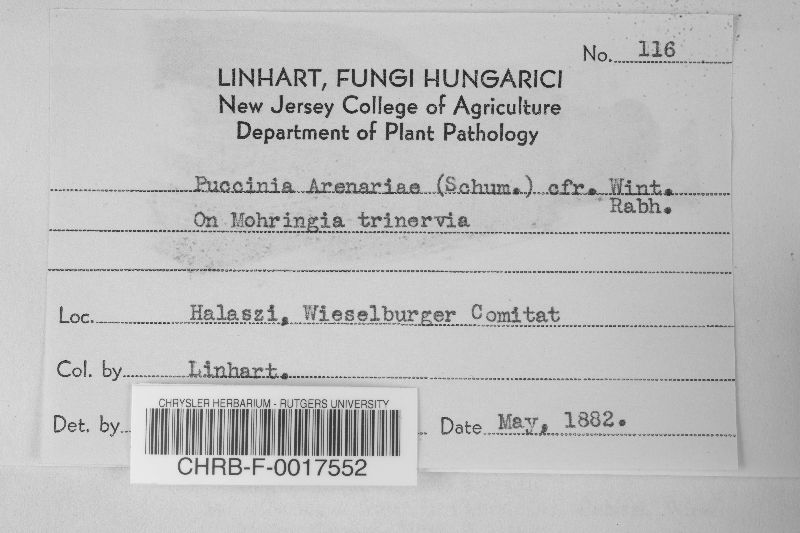 No. 116
LINHART, FUNGI HUNGARICI
New Jersey College of Agriculture
Department of Plant Pathology
Puccinia Arenariae (Schum.) cfr. Wint.
Rabh.
On Mohringia trinervia
Loc. Halaszi, Wieselburger Comitat
Col. by Linhart.
Det. by
Date May, 1882.
CHRYSLER HERBARIUM - RUTGERS UNIVERSITY
CHRB-F-0017552